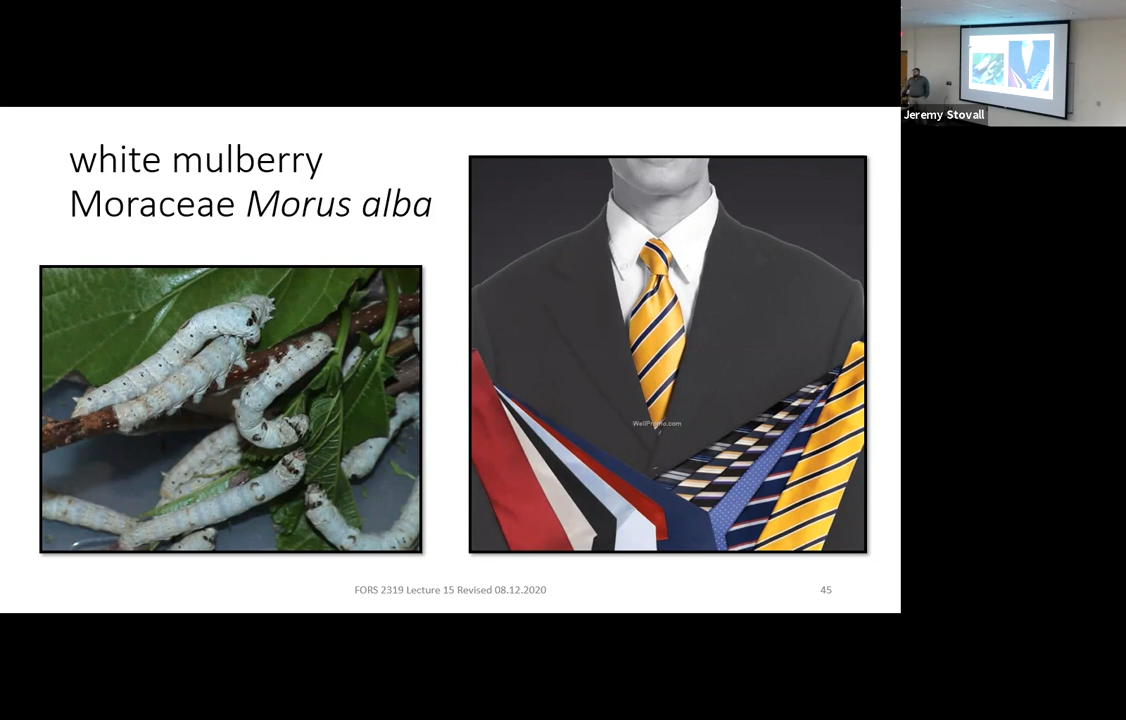 white mulberry
Moraceae Morus alba
WellPromo.com
FORS 2319 Lecture 15 Revised 08.12.2020
45
Jeremy Stovall